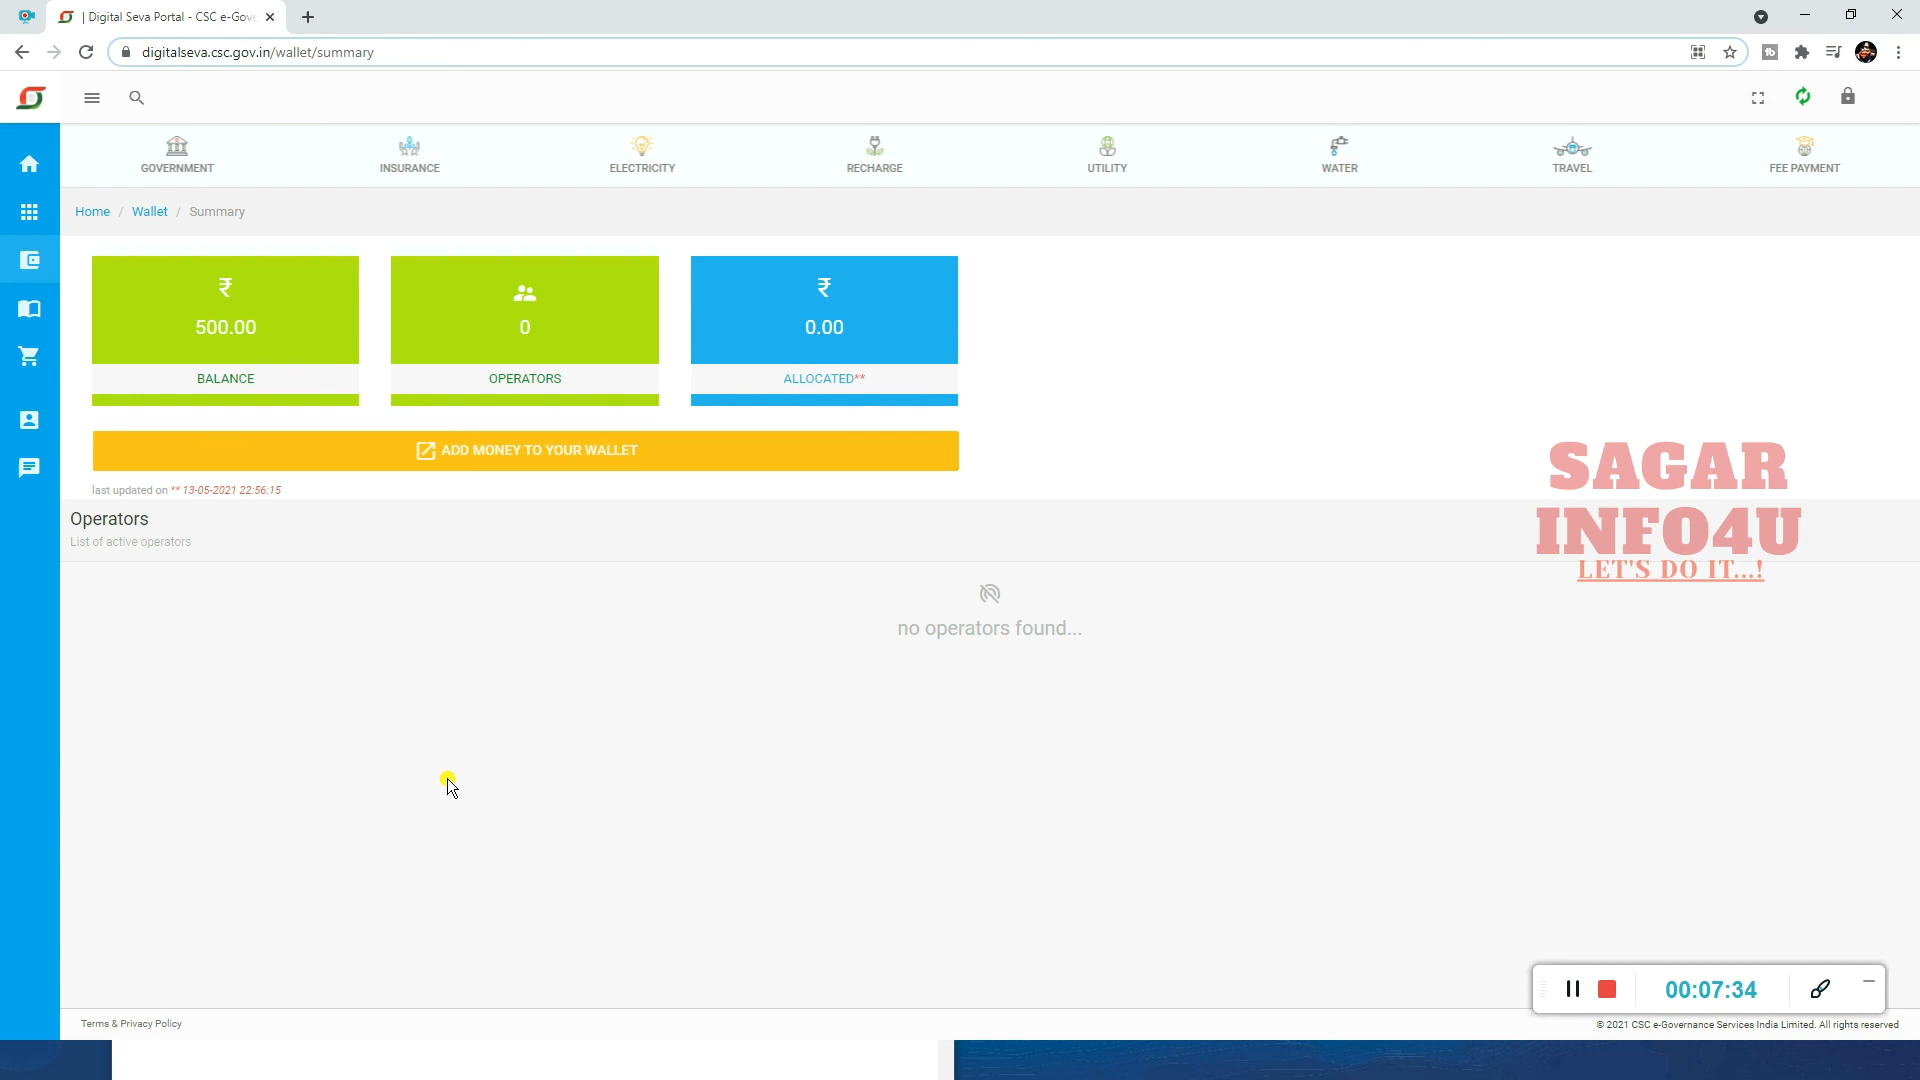 | Digital Seva Portal - CSC e-Gove
digitalseva.csc.gov.in/wallet/summary
GOVERNMENT
INSURANCE
ELECTRICITY
RECHARGE
UTILITY
WATER
TRAVEL
FEE PAYMENT
Home / Wallet / Summary
₹
500.00
BALANCE
0
OPERATORS
₹
0.00
ALLOCATED**
ADD MONEY TO YOUR WALLET
last updated on ** 13-05-2021 22:56:15
Operators
List of active operators
no operators found...
SAGAR
INFO4U
LET'S DO IT...!
00:07:34
Terms & Privacy Policy
© 2021 CSC e-Governance Services India Limited. All rights reserved